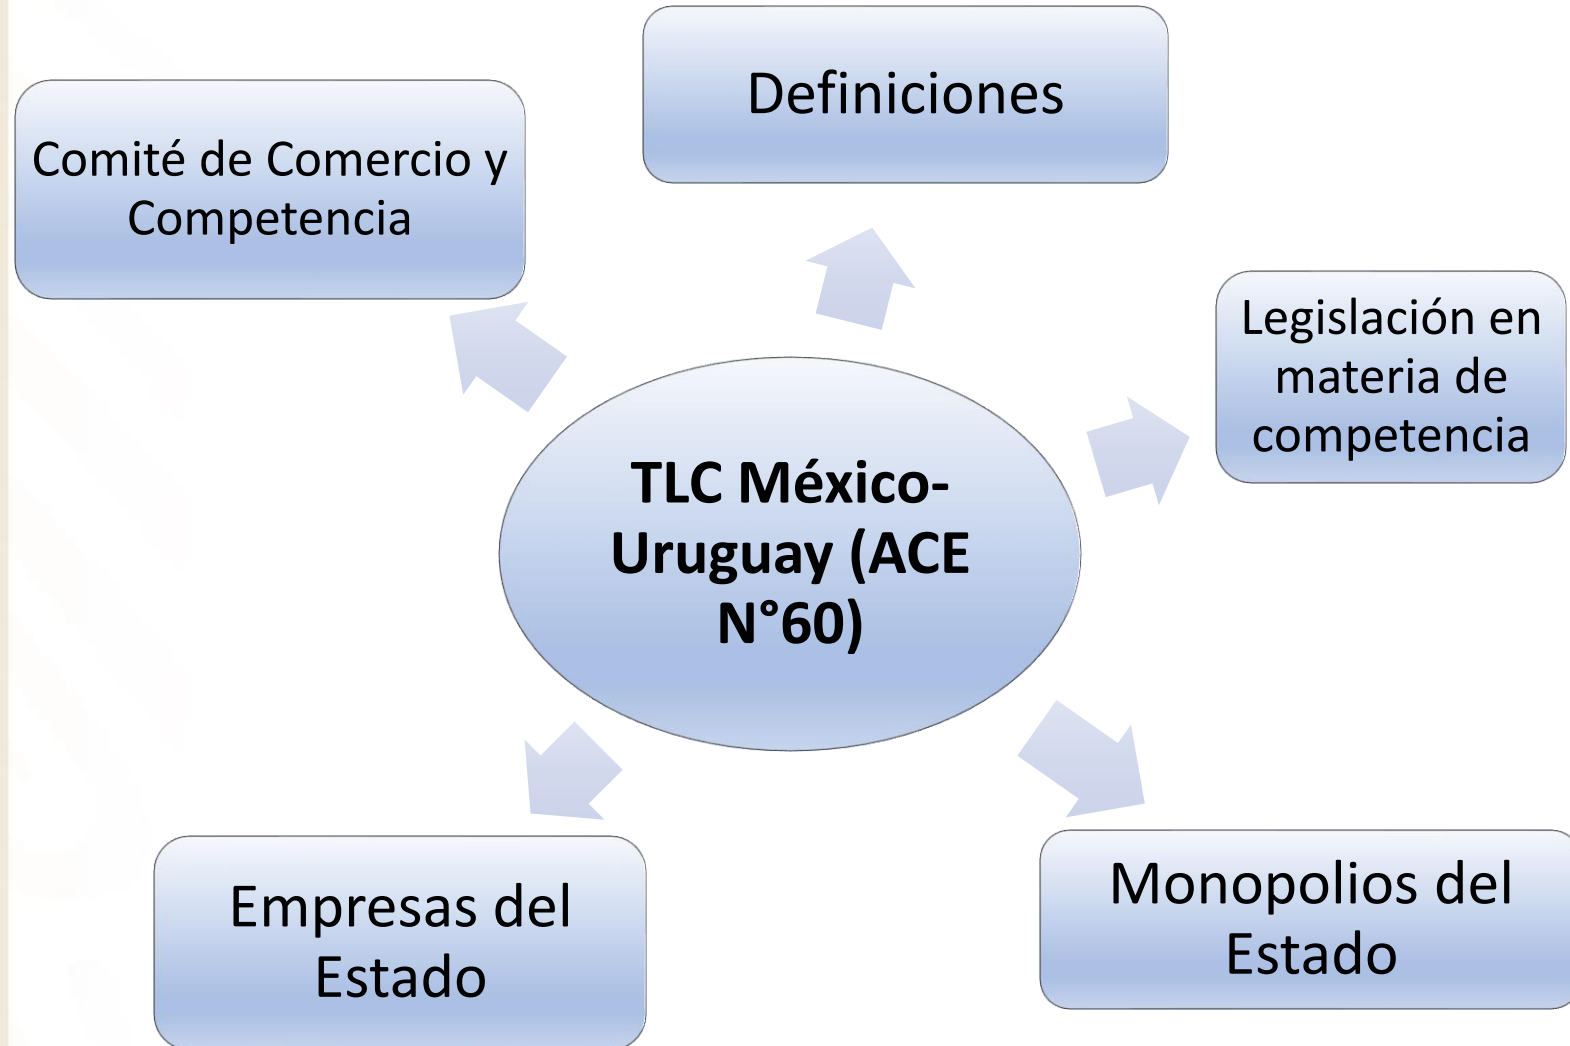 Definiciones
Comité de Comercio y
Competencia
Legislación en
materia de
competencia
TLC México-
Uruguay (ACE
N°60)
Empresas del
Estado
Monopolios del
Estado